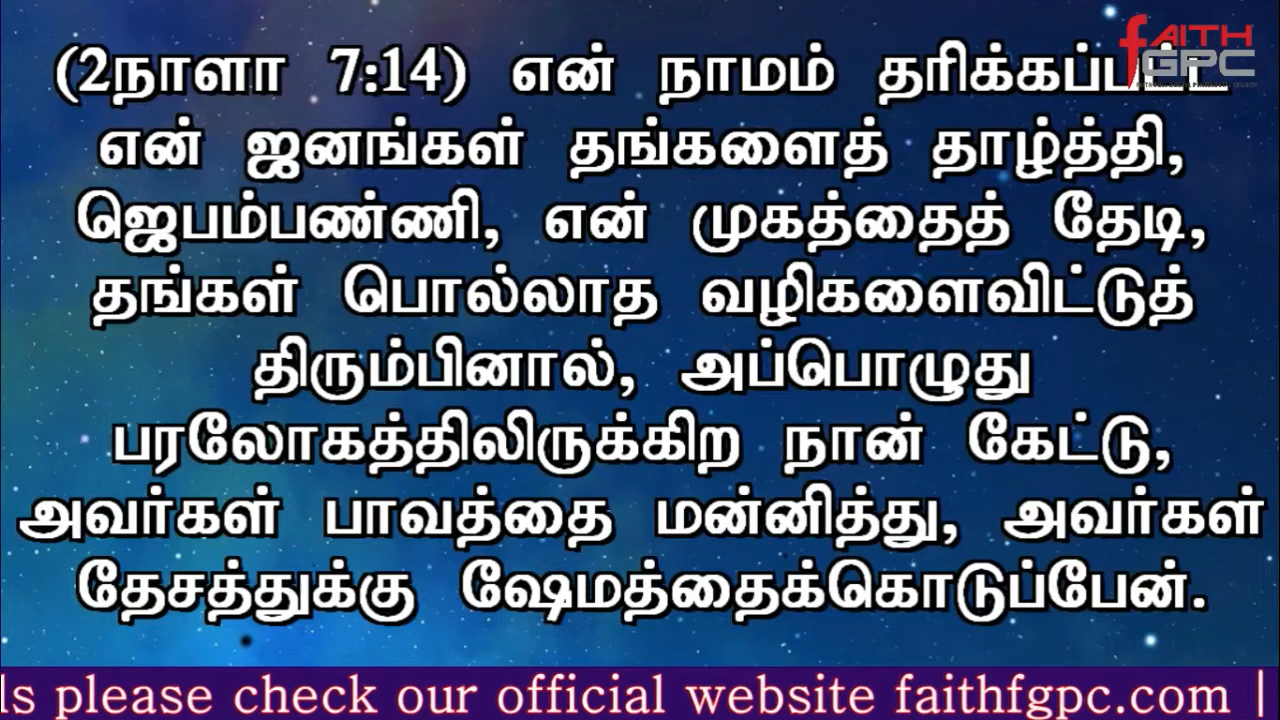 (2நாளா 7:14) என் நாமம்
என் ஜனங்கள் தங்களைத் தாழ்த்தி,
ஜெபம்பண்ணி, என் முகத்தைத் தேடி,
தங்கள் பொல்லாத வழிகளைவிட்டுத்
திரும்பினால், அப்பொழுது
பரலோகத்திலிருக்கிற நான் கேட்டு,
அவர்கள் பாவத்தை மன்னித்து, அவர்கள்
தேசத்துக்கு ஷேமத்தைக்கொடுப்பேன்.
fAITH
GPC
ls please check our official website faithfgpc.com |